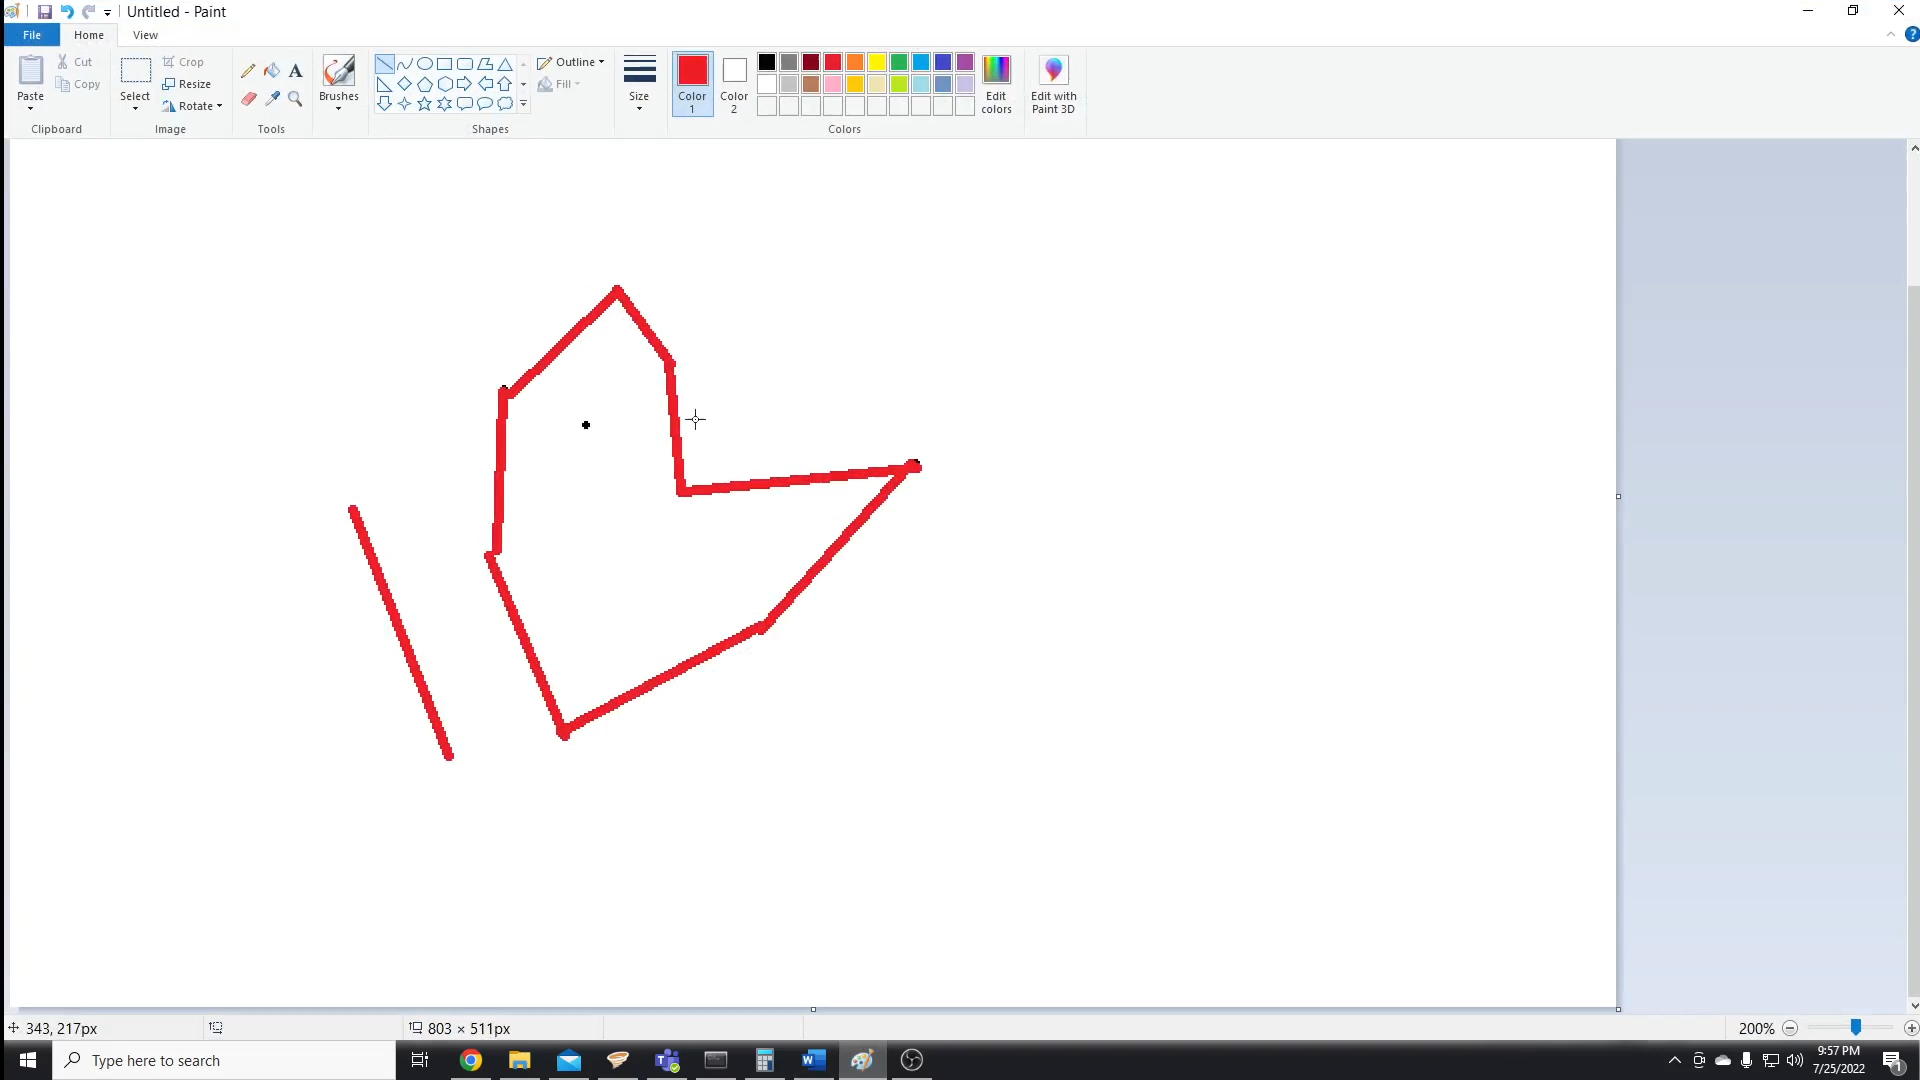 Untitled - Paint
File Home View
Paste
Cut
Copy
Clipboard
Select
Crop
Resize
Rotate
Image
A
Tools
Brushes
Outline
Fill
Shapes
Size
Color 1
Color 2
Edit colors
Colors
Edit with Paint 3D
343, 217px
803 × 511px
200%
Type here to search
9:57 PM
7/25/2022
1